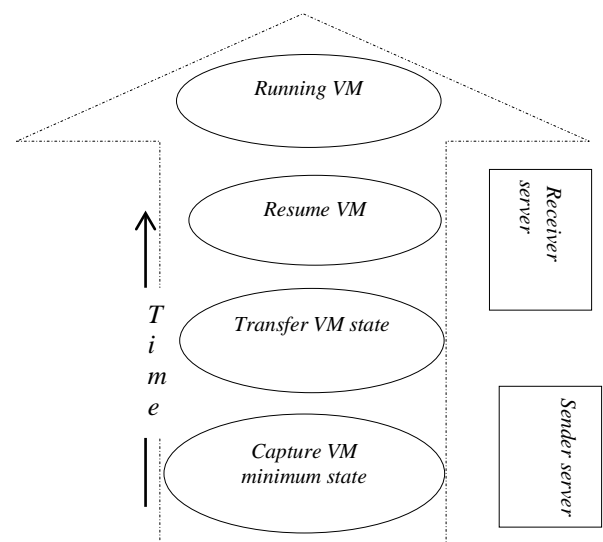 Running VM
Resume VM
Receiver
server
Transfer VM state
Time
Capture VM
minimum state
Sender server